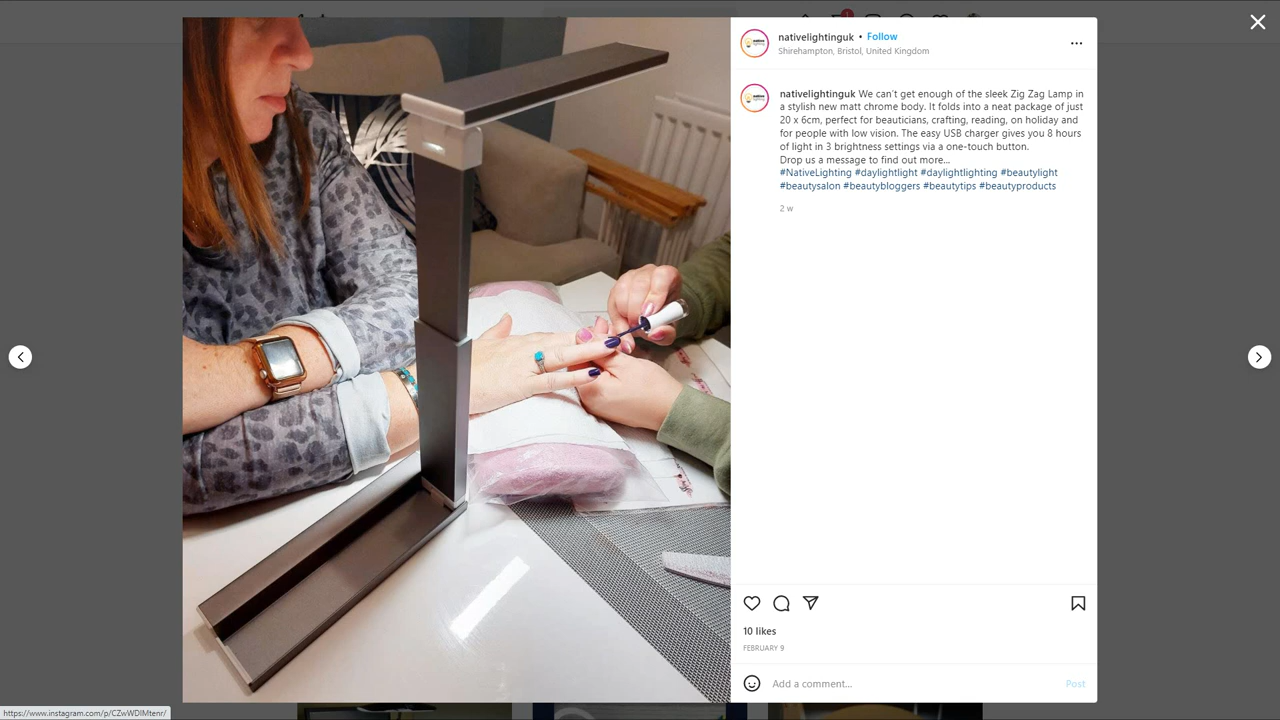 nativelightinguk • Follow
Shirehampton, Bristol, United Kingdom
nativelightinguk We can't get enough of the sleek Zig Zag Lamp in
a stylish new matt chrome body. It folds into a neat package of just
20 x 6cm, perfect for beauticians, crafting, reading, on holiday and
for people with low vision. The easy USB charger gives you 8 hours
of light in 3 brightness settings via a one-touch button.
Drop us a message to find out more...
#NativeLighting #daylightlight #daylightlighting #beautylight
#beautysalon #beautybloggers #beautytips #beautyproducts
2 w
10 likes
FEBRUARY 9
Add a comment...
Post
https://www.instagram.com/p/CZwWDIMtenr/